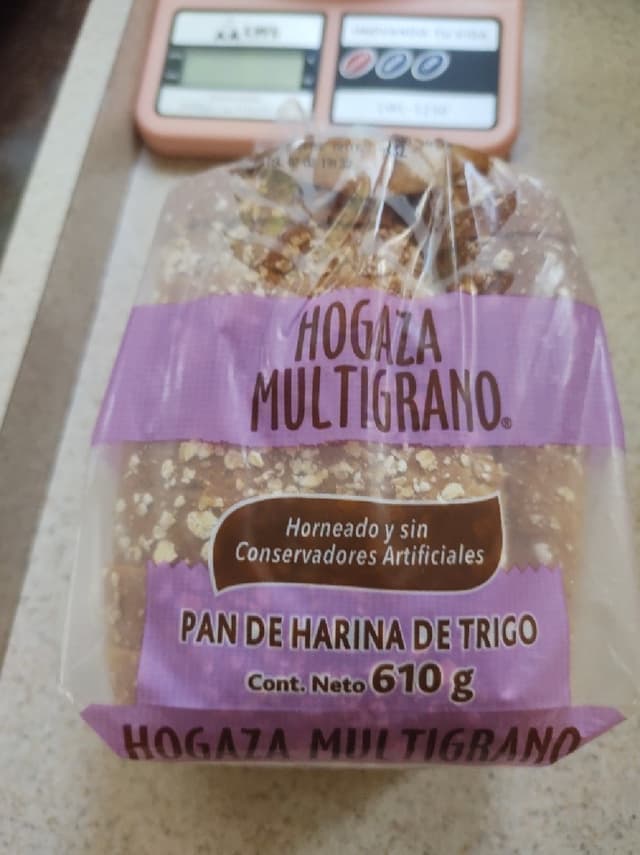 HOGAZA
MULTIGRANO®
Horneado y sin
Conservadores Artificiales
PAN DE HARINA DE TRIGO
Cont. Neto 610 g
HOGAZA MULTIGRANO